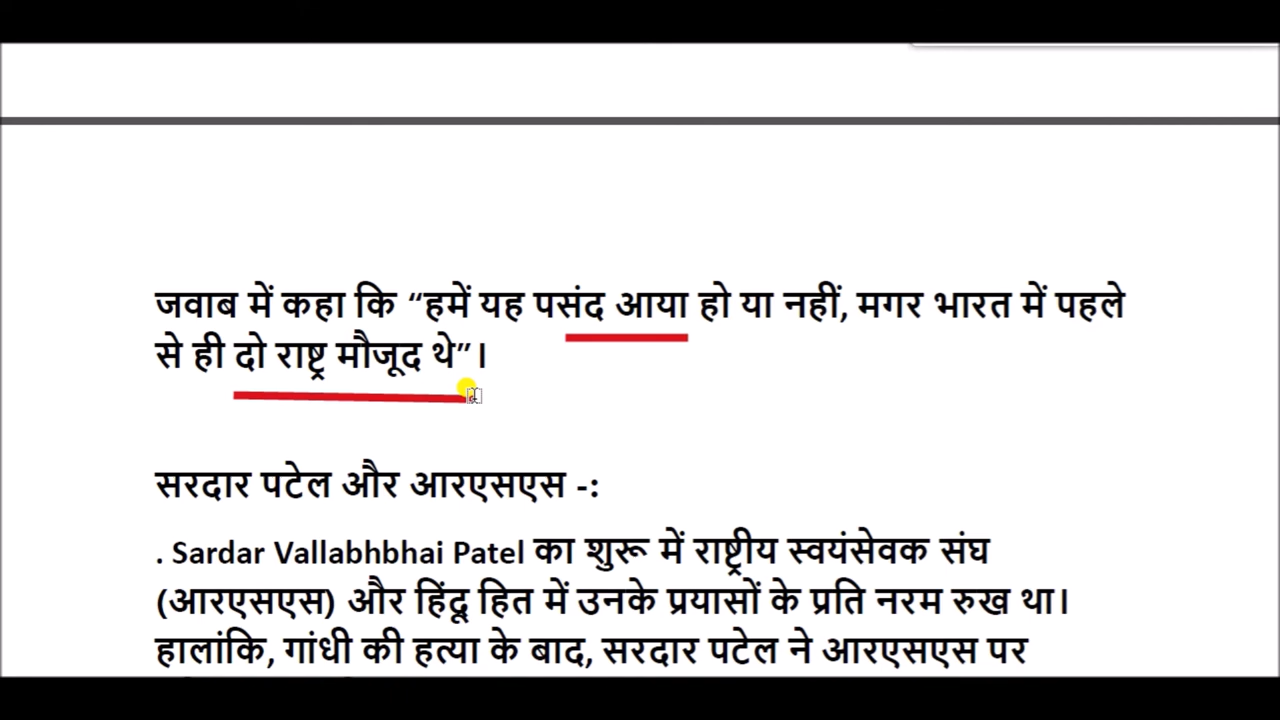 जवाब में कहा कि “हमें यह पसंद आया हो या नहीं, मगर भारत में पहले
से ही दो राष्ट्र मौजूद थे”।
सरदार पटेल और आरएसएस -:
. Sardar Vallabhbhai Patel का शुरू में राष्ट्रीय स्वयंसेवक संघ
(आरएसएस) और हिंदू हित में उनके प्रयासों के प्रति नरम रुख था।
हालांकि, गांधी की हत्या के बाद, सरदार पटेल ने आरएसएस पर